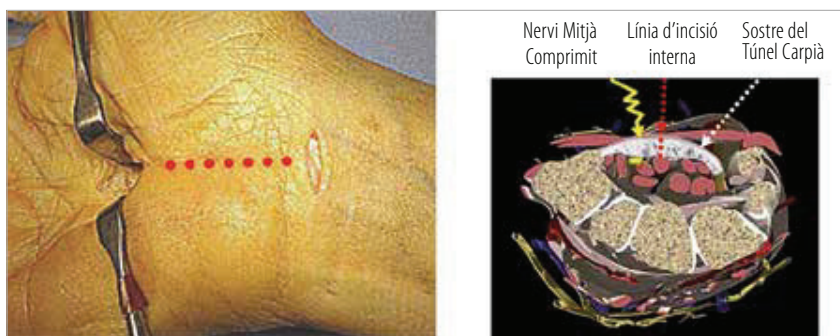 Nervi Mitjà
Comprimit
Línia d'incisió
interna
Sostre del
Túnel Carpià